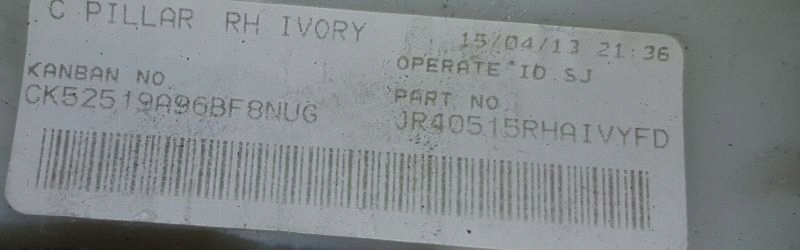 C PILLAR RH IVORY
15/04/13 21:36
OPERATE ID.SJ
KANBAN NO
CK52519A96BF8NUG
PART NO
JR40515RHAIVYFD